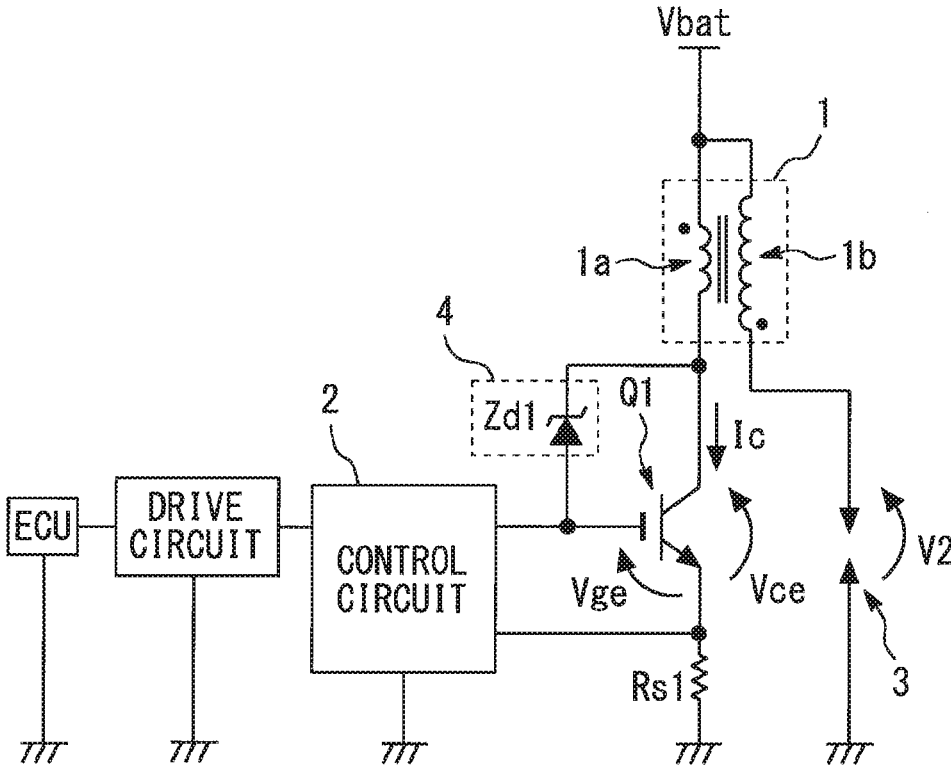 Vbat
1
1a
1b
4
Zd1
Q1
Ic
2
ECU
DRIVE
CIRCUIT
CONTROL
CIRCUIT
Vge
Vce
V2
3
Rs1